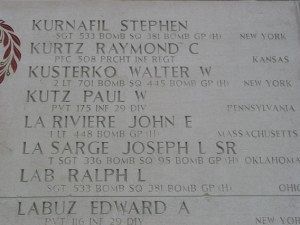 KURNAFIL STEPHEN
SGT 533 BOMB SQ 381 BOMB GP (H) NEW YORK
KURTZ RAYMOND C
PFC 508 PRCHT INF REGT KANSAS
KUSTERKO WALTER W
2 LT 701 BOMB SQ 445 BOMB GP (H) NEW YORK
KUTZ PAUL W
PVT 175 INF 29 DIV PENNSYLVANIA
LA RIVIERE JOHN E
1 LT 448 BOMB GP (H) MASSACHUSETTS
LA SARGE JOSEPH L SR
T SGT 336 BOMB SQ 95 BOMB GP (H) OKLAHOMA
LAB RALPH L
SGT 533 BOMB SQ 381 BOMB GP (H) OHIO
LABUZ EDWARD A
PVT 116 INF 29 DIV NEW YO